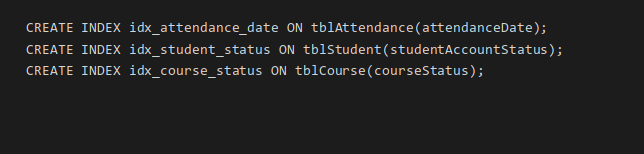 CREATE INDEX idx_attendance_date ON tblAttendance(attendanceDate);
CREATE INDEX idx_student_status ON tblStudent(studentAccountStatus);
CREATE INDEX idx_course_status ON tblCourse(courseStatus);